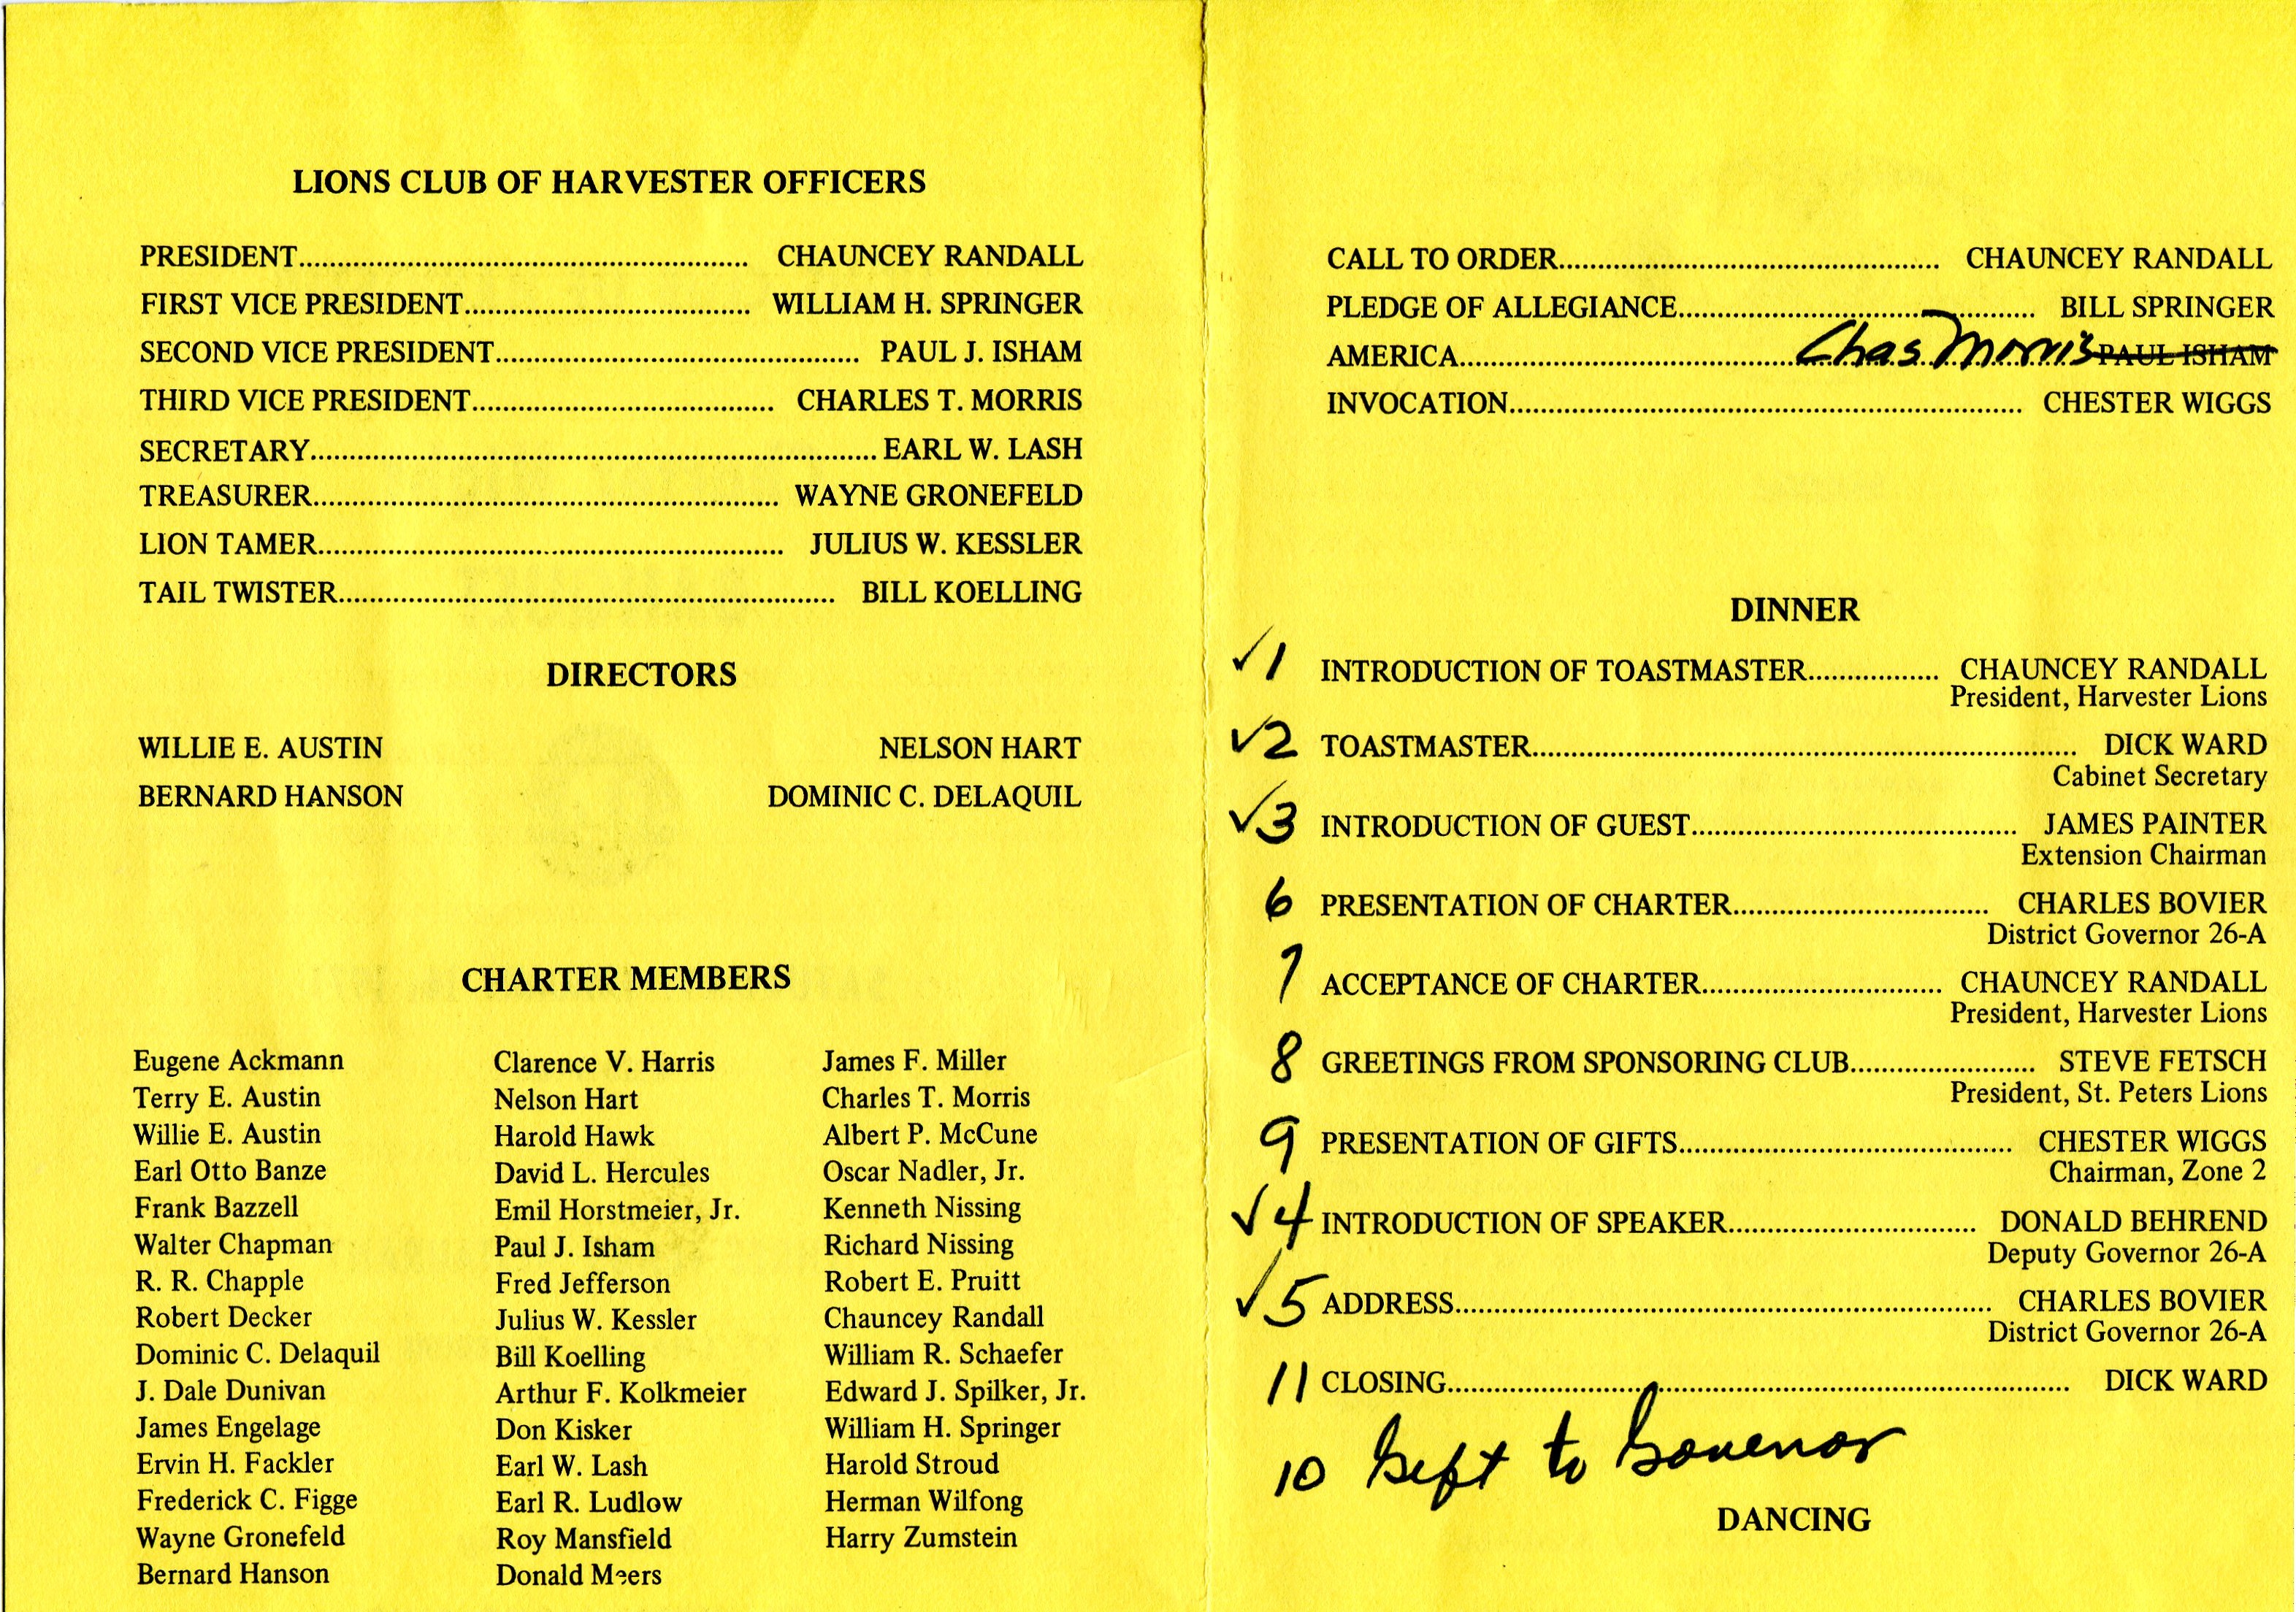 LIONS CLUB OF HARVESTER OFFICERS
PRESIDENT.......... CHAUNCEY RANDALL
FIRST VICE PRESIDENT.......... WILLIAM H. SPRINGER
SECOND VICE PRESIDENT.......... PAUL J. ISHAM
THIRD VICE PRESIDENT.......... CHARLES T. MORRIS
SECRETARY.......... EARL W. LASH
TREASURER.......... WAYNE GRONEFELD
LION TAMER.......... JULIUS W. KESSLER
TAIL TWISTER.......... BILL KOELLING
DIRECTORS
WILLIE E. AUSTIN NELSON HART
BERNARD HANSON DOMINIC C. DELAQUIL
CHARTER MEMBERS
Eugene Ackmann Clarence V. Harris James F. Miller
Terry E. Austin Nelson Hart Charles T. Morris
Willie E. Austin Harold Hawk Albert P. McCune
Earl Otto Banze David L. Hercules Oscar Nadler, Jr.
Frank Bazzell Emil Horstmeier, Jr. Kenneth Nissing
Walter Chapman Paul J. Isham Richard Nissing
R. R. Chapple Fred Jefferson Robert E. Pruitt
Robert Decker Julius W. Kessler Chauncey Randall
Dominic C. Delaquil Bill Koelling William R. Schaefer
J. Dale Dunivan Arthur F. Kolkmeier Edward J. Spilker, Jr.
James Engelage Don Kisker William H. Springer
Ervin H. Fackler Earl W. Lash Harold Stroud
Frederick C. Figge Earl R. Ludlow Herman Wilfong
Wayne Gronefeld Roy Mansfield Harry Zumstein
Bernard Hanson Donald Meers
CALL TO ORDER.......... CHAUNCEY RANDALL
PLEDGE OF ALLEGIANCE.......... BILL SPRINGER
AMERICA.......... Chas Morris PAUL ISHAM
INVOCATION.......... CHESTER WIGGS
DINNER
✓1 INTRODUCTION OF TOASTMASTER.......... CHAUNCEY RANDALL
President, Harvester Lions
✓2 TOASTMASTER.......... DICK WARD
Cabinet Secretary
✓3 INTRODUCTION OF GUEST.......... JAMES PAINTER
Extension Chairman
6 PRESENTATION OF CHARTER.......... CHARLES BOVIER
District Governor 26-A
7 ACCEPTANCE OF CHARTER.......... CHAUNCEY RANDALL
President, Harvester Lions
8 GREETINGS FROM SPONSORING CLUB.......... STEVE FETSCH
President, St. Peters Lions
9 PRESENTATION OF GIFTS.......... CHESTER WIGGS
Chairman, Zone 2
✓4 INTRODUCTION OF SPEAKER.......... DONALD BEHREND
Deputy Governor 26-A
✓5 ADDRESS.......... CHARLES BOVIER
District Governor 26-A
11 CLOSING.......... DICK WARD
10 Gift to Govenor
DANCING